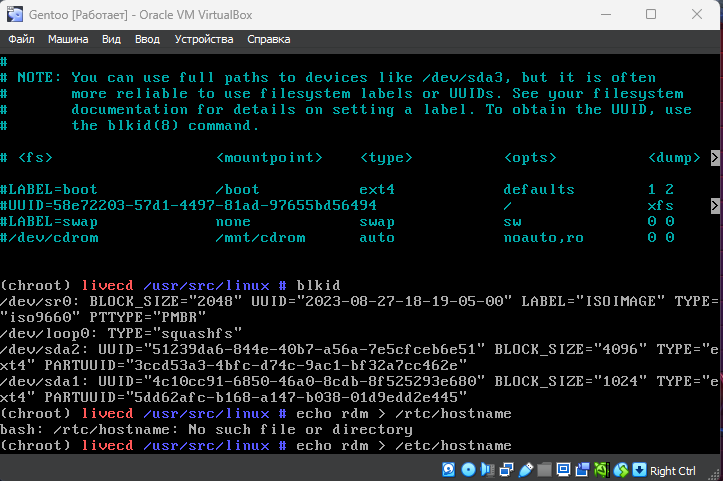 Gentoo [Работает] - Oracle VM VirtualBox
Файл Машина Вид Ввод Устройства Справка
#
# NOTE: You can use full paths to devices like /dev/sda3, but it is often
# more reliable to use filesystem labels or UUIDs. See your filesystem
# documentation for details on setting a label. To obtain the UUID, use
# the blkid(8) command.
# <fs> <mountpoint> <type> <opts> <dump> >
#LABEL=boot /boot ext4 defaults 1 2
#UUID=58e72203-57d1-4497-81ad-97655bd56494 / xfs >
#LABEL=swap none swap sw 0 0
#/dev/cdrom /mnt/cdrom auto noauto,ro 0 0
(chroot) livecd /usr/src/linux # blkid
/dev/sr0: BLOCK_SIZE="2048" UUID="2023-08-27-18-19-05-00" LABEL="ISOIMAGE" TYPE=
"iso9660" PTTYPE="PMBR"
/dev/loop0: TYPE="squashfs"
/dev/sda2: UUID="51239da6-844e-40b7-a56a-7e5cfceb6e51" BLOCK_SIZE="4096" TYPE="e
xt4" PARTUUID="3ccd53a3-4bfc-d74c-9ac1-bf32a7cc462e"
/dev/sda1: UUID="4c10cc91-6850-46a0-8cdb-8f525293e680" BLOCK_SIZE="1024" TYPE="e
xt4" PARTUUID="5dd62afc-b168-a147-b038-01d9edd2e445"
(chroot) livecd /usr/src/linux # echo rdm > /rtc/hostname
bash: /rtc/hostname: No such file or directory
(chroot) livecd /usr/src/linux # echo rdm > /etc/hostname
Right Ctrl